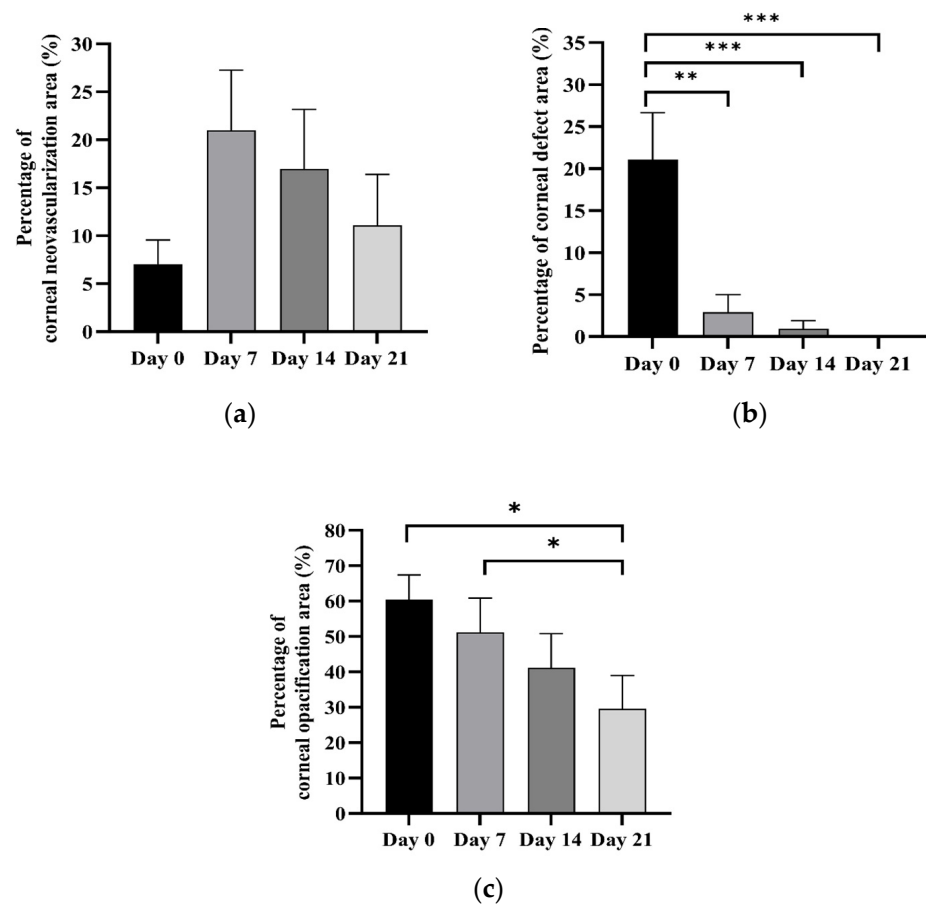 Percentage of
corneal neovascularization area (%)
30
25
20
15
10
5
0
Day 0 Day 7 Day 14 Day 21
(a)
Percentage of corneal defect area (%)
35
30
25
20
15
10
5
0
***
***
**
Day 0 Day 7 Day 14 Day 21
(b)
Percentage of
corneal opacification area (%)
80
70
60
50
40
30
20
10
0
*
*
Day 0 Day 7 Day 14 Day 21
(c)